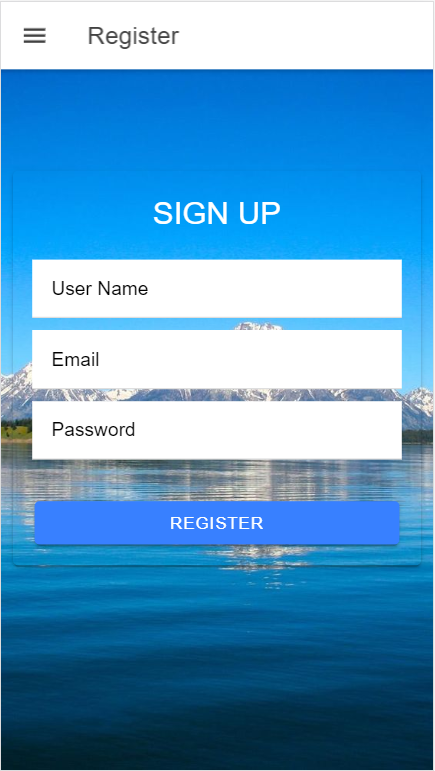 Register
SIGN UP
User Name
Email
Password
REGISTER